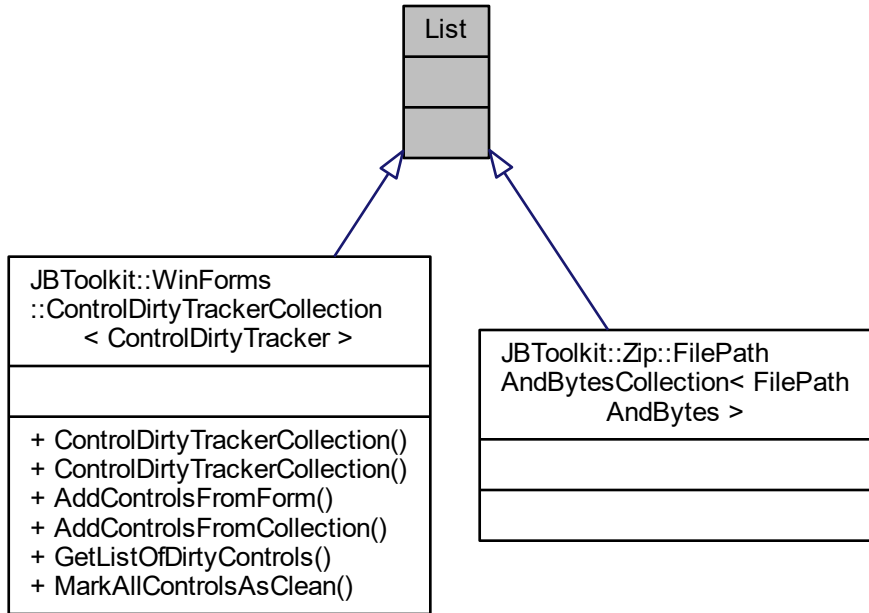 List
JBToolkit::WinForms
::ControlDirtyTrackerCollection
< ControlDirtyTracker >
+ ControlDirtyTrackerCollection()
+ ControlDirtyTrackerCollection()
+ AddControlsFromForm()
+ AddControlsFromCollection()
+ GetListOfDirtyControls()
+ MarkAllControlsAsClean()
JBToolkit::Zip::FilePath
AndBytesCollection< FilePath
AndBytes >